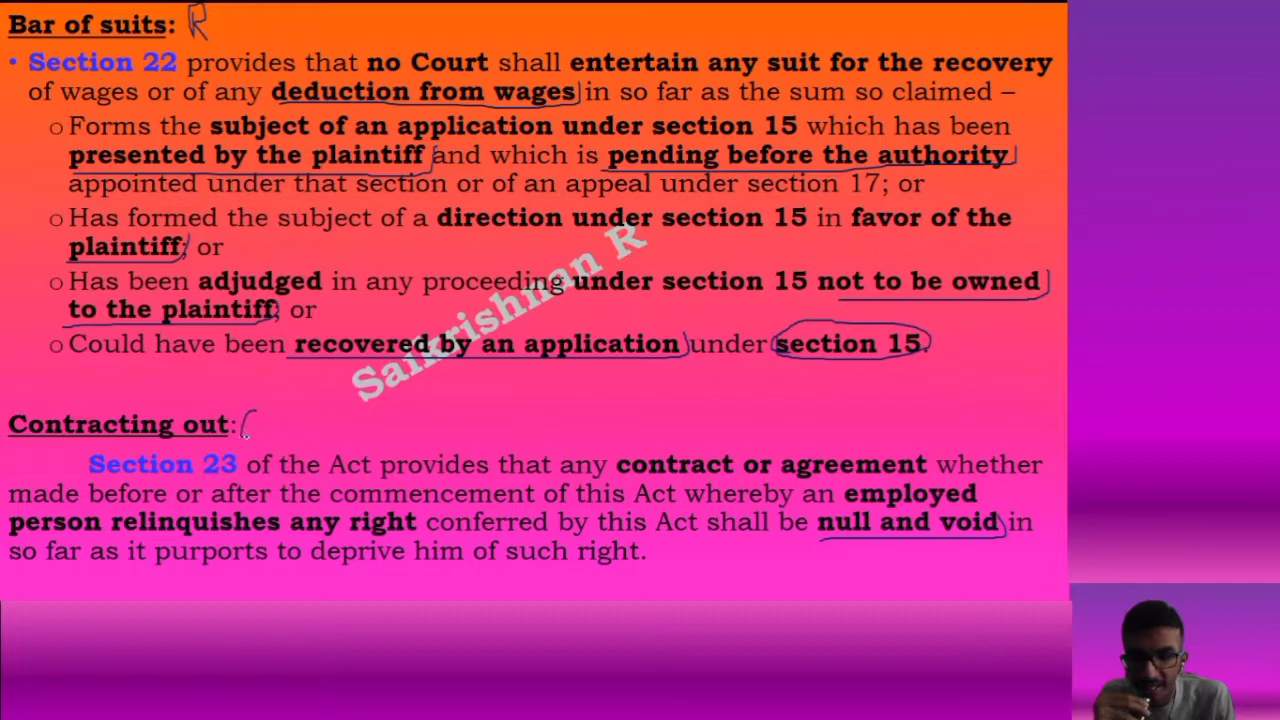 Bar of suits: R
• Section 22 provides that no Court shall entertain any suit for the recovery
of wages or of any deduction from wages in so far as the sum so claimed –
o Forms the subject of an application under section 15 which has been
presented by the plaintiff and which is pending before the authority
appointed under that section or of an appeal under section 17; or
o Has formed the subject of a direction under section 15 in favor of the
plaintiff; or
o Has been adjudged in any proceeding under section 15 not to be owned
to the plaintiff; or
o Could have been recovered by an application under section 15.
Saikrishnan R
Contracting out:
Section 23 of the Act provides that any contract or agreement whether
made before or after the commencement of this Act whereby an employed
person relinquishes any right conferred by this Act shall be null and void in
so far as it purports to deprive him of such right.